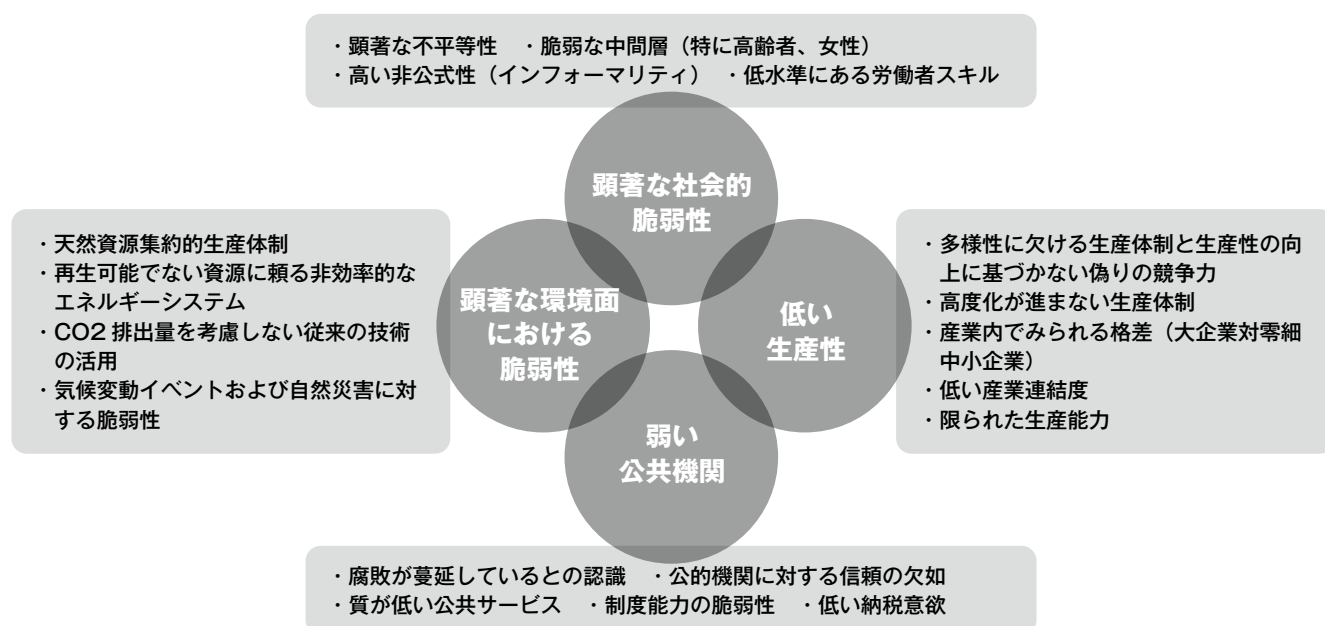 ・顕著な不平等性　・脆弱な中間層（特に高齢者、女性）
・高い非公式性（インフォーマリティ）　・低水準にある労働者スキル
顕著な社会的
脆弱性
・天然資源集約的生産体制
・再生可能でない資源に頼る非効率的な
エネルギーシステム
・CO2 排出量を考慮しない従来の技術
の活用
・気候変動イベントおよび自然災害に対
する脆弱性
顕著な環境面
における
脆弱性
低い
生産性
・多様性に欠ける生産体制と生産性の向
上に基づかない偽りの競争力
・高度化が進まない生産体制
・産業内でみられる格差（大企業対零細
中小企業）
・低い産業連結度
・限られた生産能力
弱い
公共機関
・腐敗が蔓延しているとの認識　・公的機関に対する信頼の欠如
・質が低い公共サービス　・制度能力の脆弱性　・低い納税意欲